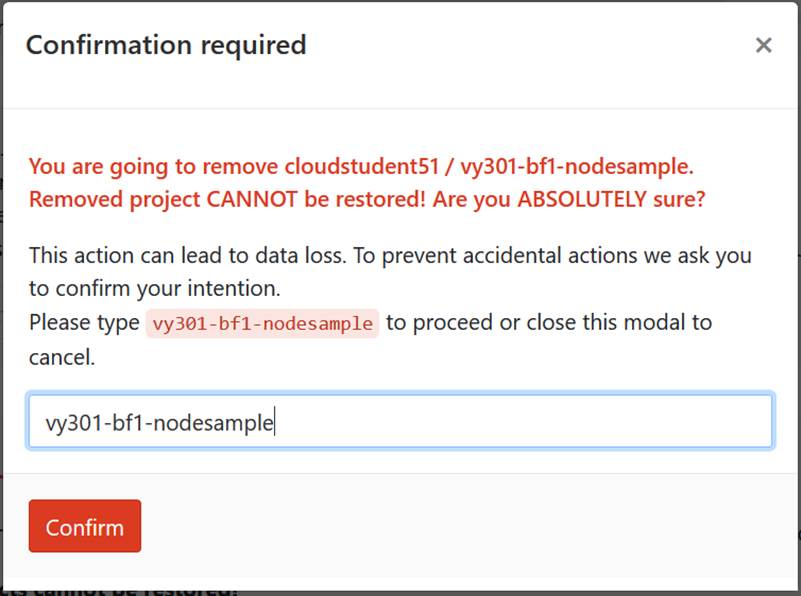 Confirmation required
×
You are going to remove cloudstudent51 / vy301-bf1-nodesample.
Removed project CANNOT be restored! Are you ABSOLUTELY sure?
This action can lead to data loss. To prevent accidental actions we ask you
to confirm your intention.
Please type vy301-bf1-nodesample to proceed or close this modal to
cancel.
vy301-bf1-nodesample
Confirm
cannot be restored!